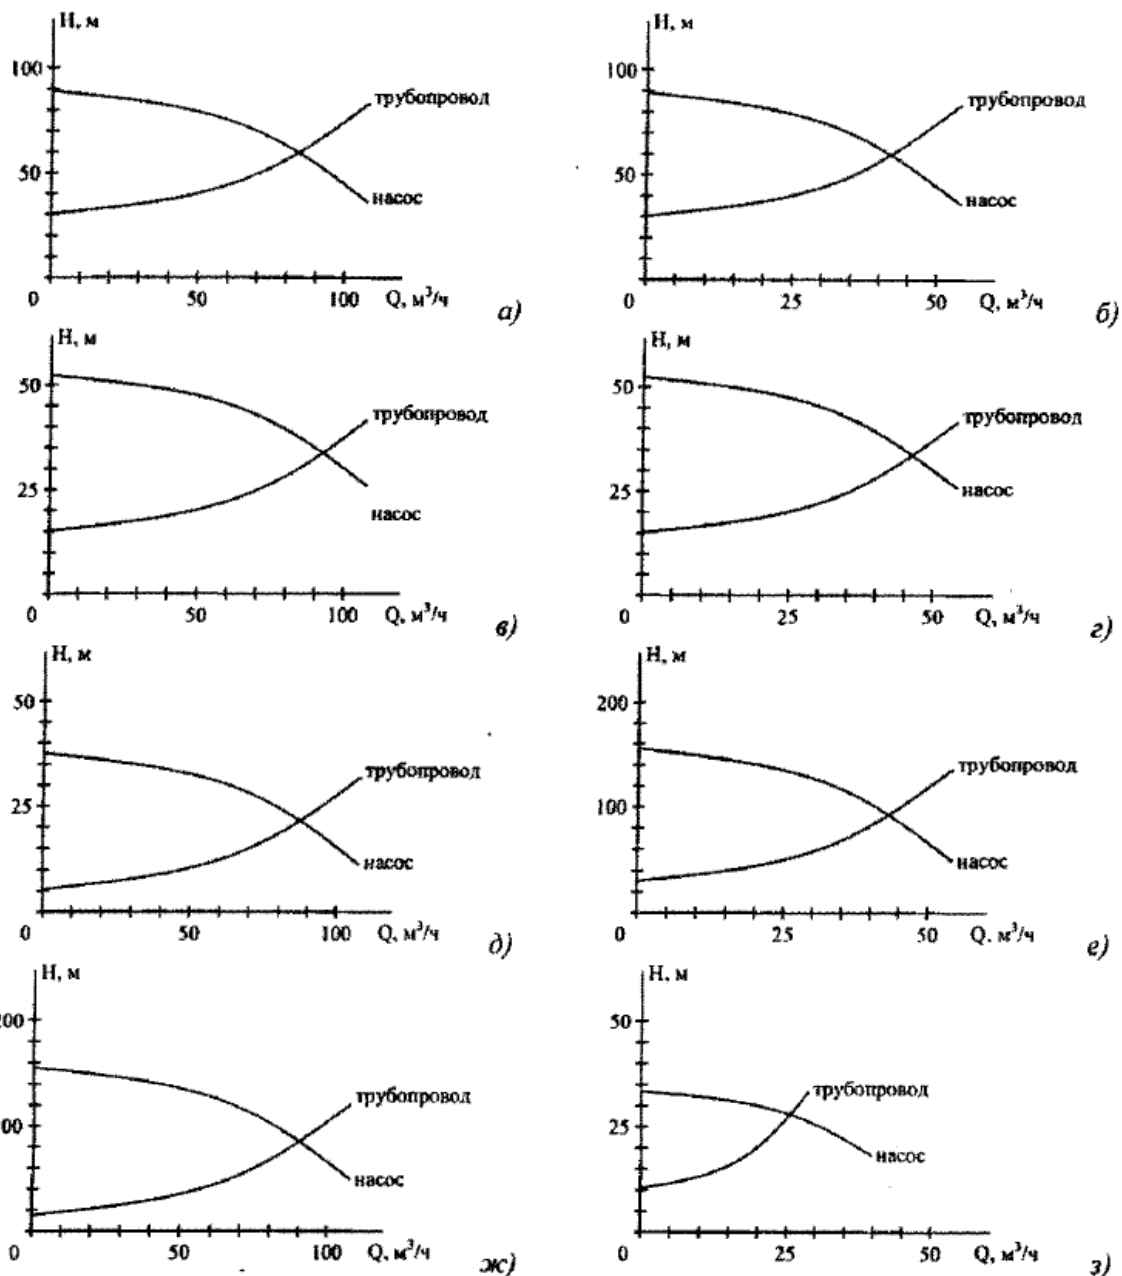 H, м
100
трубопровод
50
насос
0
50
100
Q, м³/ч
а)
H, м
100
трубопровод
50
насос
0
25
50
Q, м³/ч
б)
H, м
50
трубопровод
25
насос
0
50
100
Q, м³/ч
в)
H, м
50
трубопровод
25
насос
0
25
50
Q, м³/ч
г)
H, м
50
трубопровод
25
насос
0
50
100
Q, м³/ч
д)
H, м
200
трубопровод
100
насос
0
25
50
Q. м³/ч
е)
H, м
200
трубопровод
00
насос
0
50
100
Q, м³/ч
ж)
H, м
50
трубопровод
25
насос
0
25
50
Q, м³/ч
з)